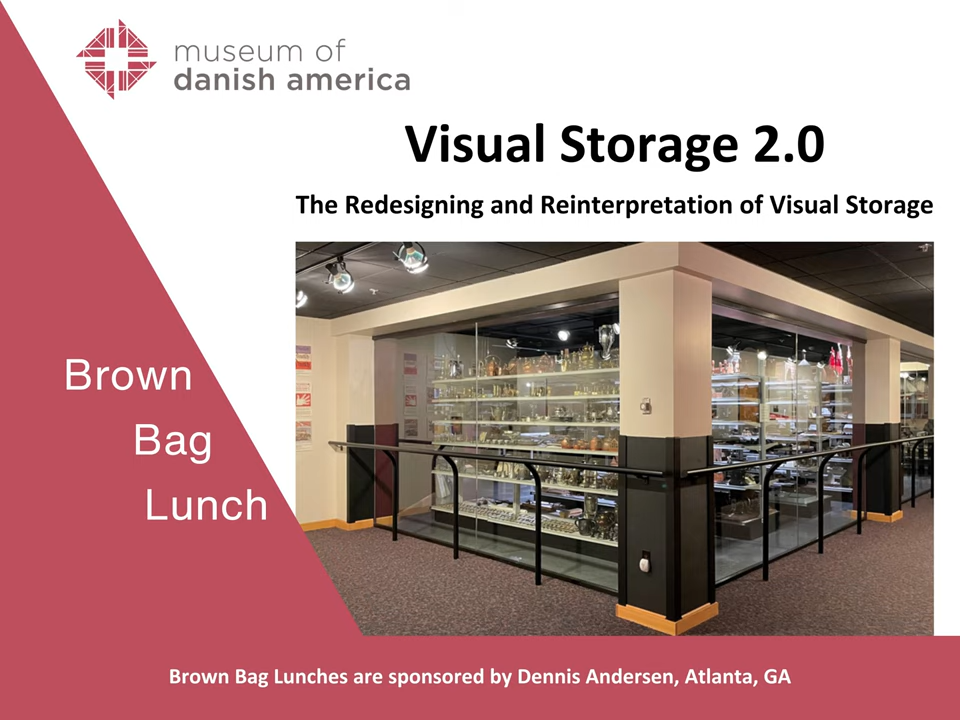 museum of
danish america
Visual Storage 2.0
The Redesigning and Reinterpretation of Visual Storage
Brown
Bag
Lunch
Brown Bag Lunches are sponsored by Dennis Andersen, Atlanta, GA